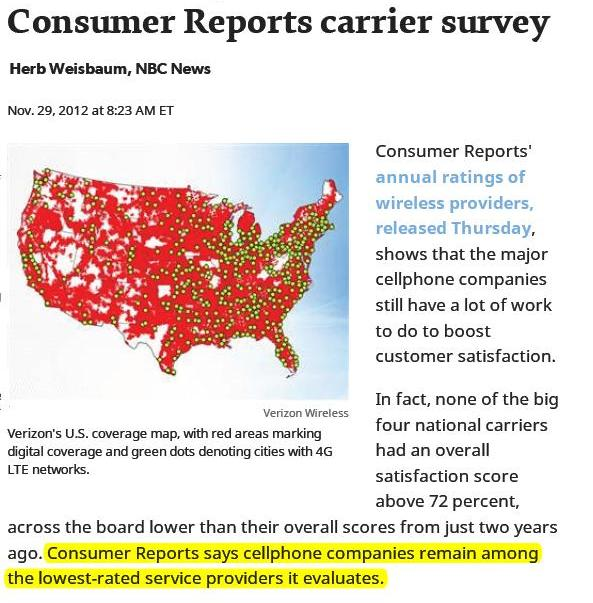 Consumer Reports carrier survey
Herb Weisbaum, NBC News
Nov. 29, 2012 at 8:23 AM ET
Verizon Wireless
Verizon's U.S. coverage map, with red areas marking
digital coverage and green dots denoting cities with 4G
LTE networks.
Consumer Reports'
annual ratings of
wireless providers,
released Thursday,
shows that the major
cellphone companies
still have a lot of work
to do to boost
customer satisfaction.
In fact, none of the big
four national carriers
had an overall
satisfaction score
above 72 percent,
across the board lower than their overall scores from just two years
ago. Consumer Reports says cellphone companies remain among
the lowest-rated service providers it evaluates.